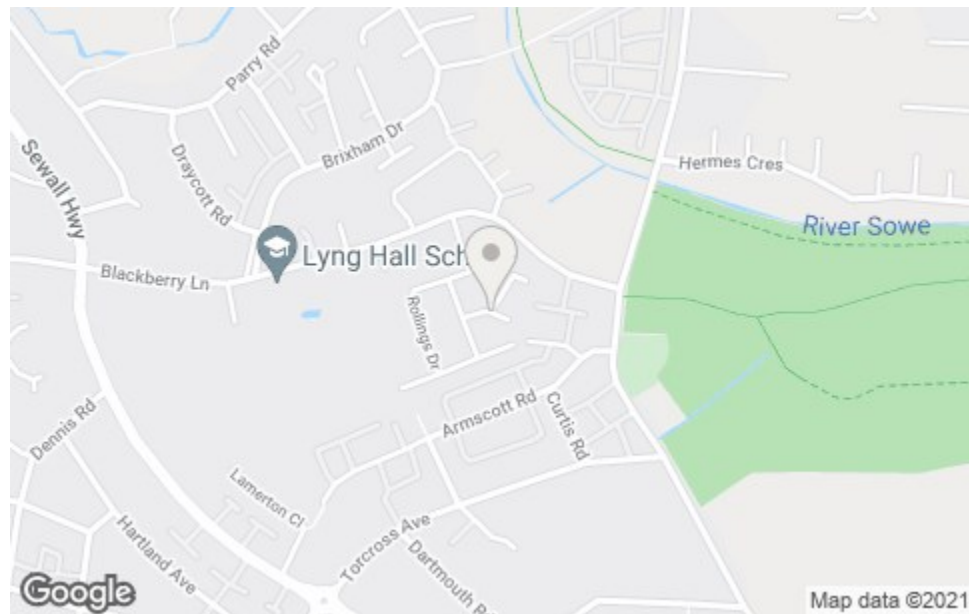 Parry Rd
Sewall Hwy
Brixham Dr
Hermes Cres
Draycott Rd
River Sowe
Lyng Hall Sch
Blackberry Ln
Rollings Dr
Armscott Rd
Curtis Rd
Dennis Rd
Lamerton Cl
Hartland Ave
Torcross Ave
Dartmouth R
Google
Map data ©2021